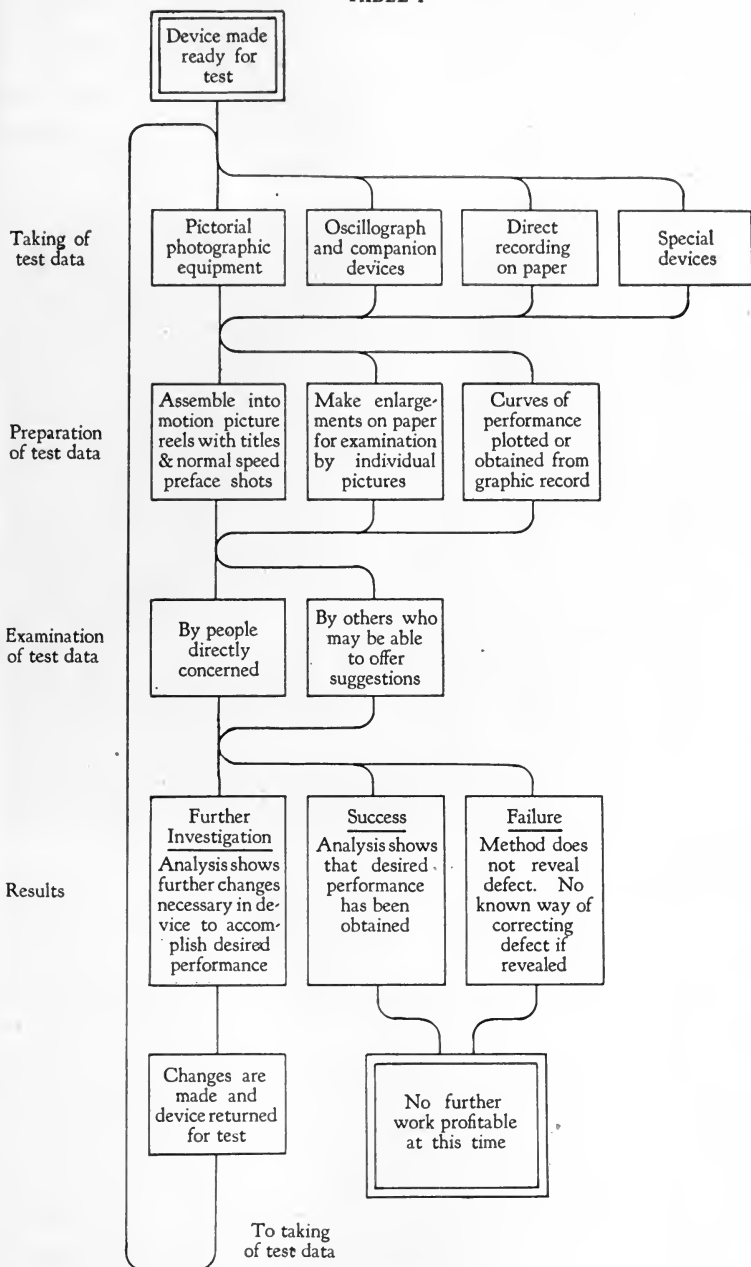 TABLE I
Device made
ready for
test
Taking of
test data
Pictorial
photographic
equipment
Oscillograph
and companion
devices
Direct
recording
on paper
Special
devices
Preparation
of test data
Assemble into
motion picture
reels with titles
& normal speed
preface shots
Make enlarge-
ments on paper
for examination
by individual
pictures
Curves of
performance
plotted or
obtained from
graphic record
Examination
of test data
By people
directly
concerned
By others who
may be able
to offer
suggestions
Results
Further
Investigation
Analysis shows
further changes
necessary in de-
vice to accom-
plish desired
performance
Success
Analysis shows
that desired
performance
has been
obtained
Failure
Method does
not reveal
defect. No
known way of
correcting
defect if
revealed
Changes are
made and
device returned
for test
No further
work profitable
at this time
To taking
of test data